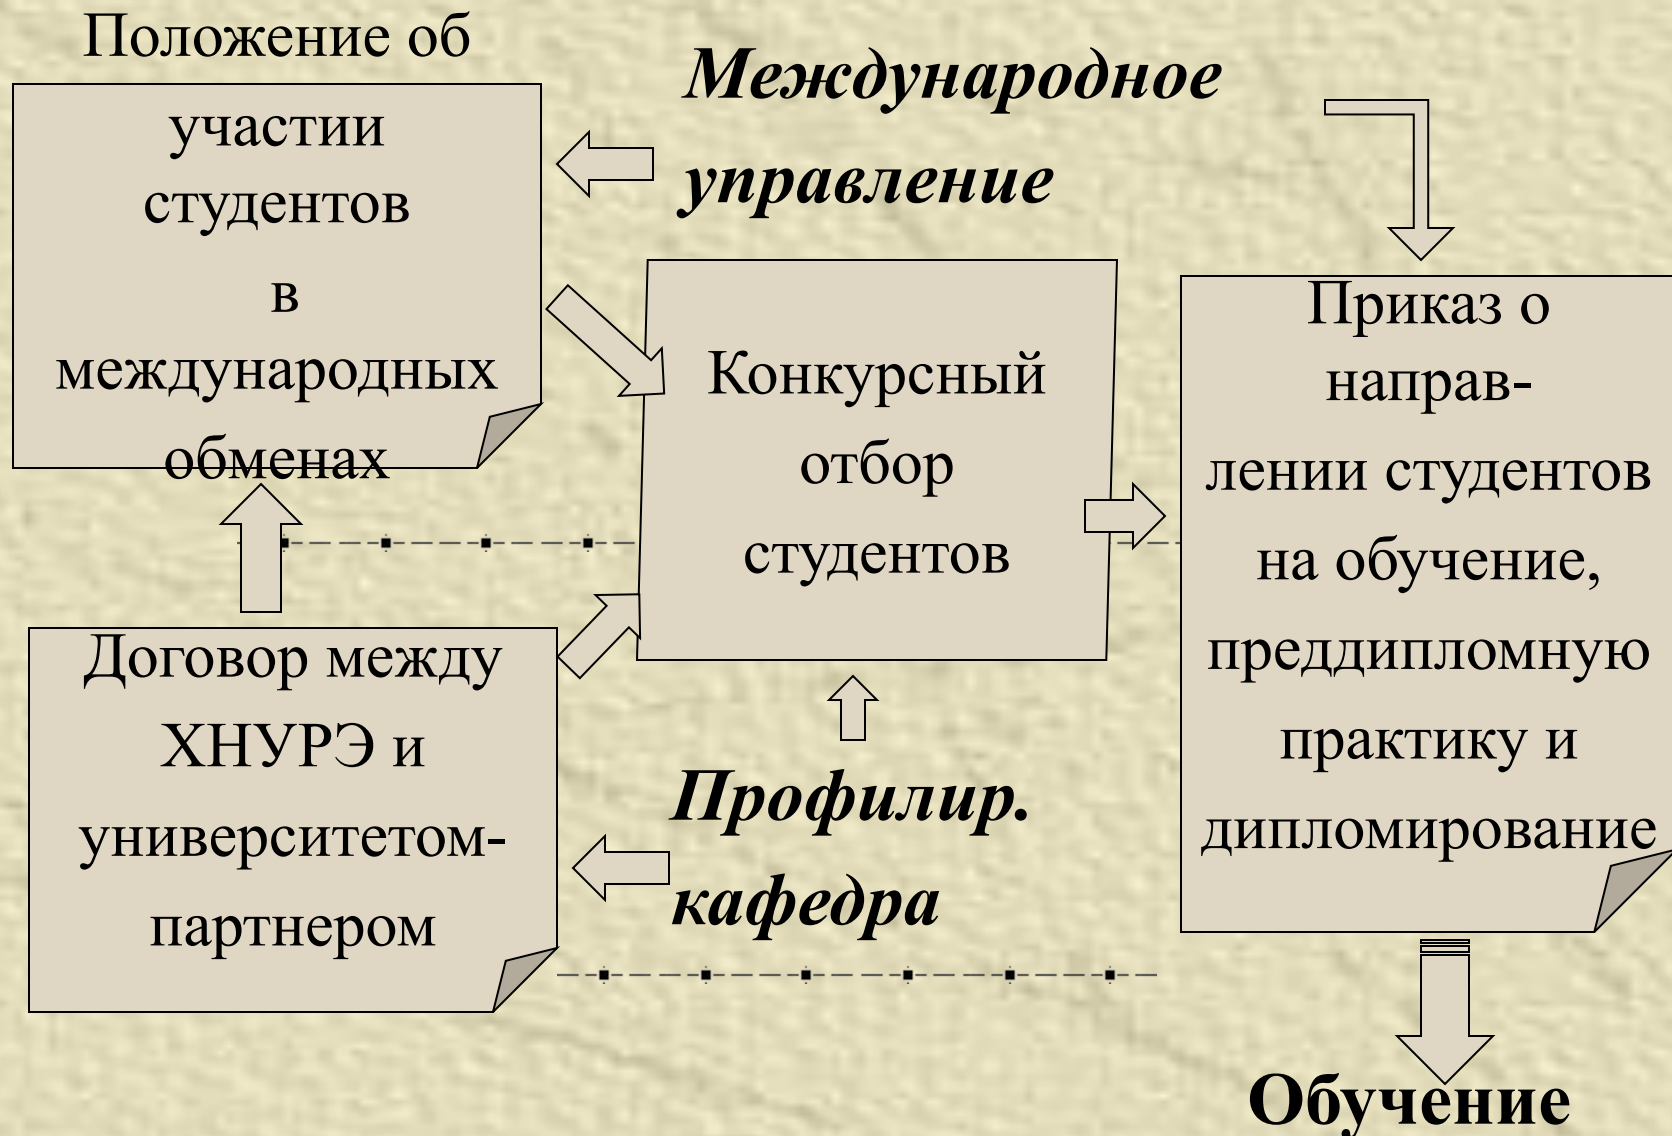 Положение об
участии
студентов
в
международных
обменах
Международное
управление
Конкурсный
отбор
студентов
Приказ о
направ-
лении студентов
на обучение,
преддипломную
практику и
дипломирование
Договор между
ХНУРЭ и
университетом-
партнером
Профилир.
кафедра
Обучение